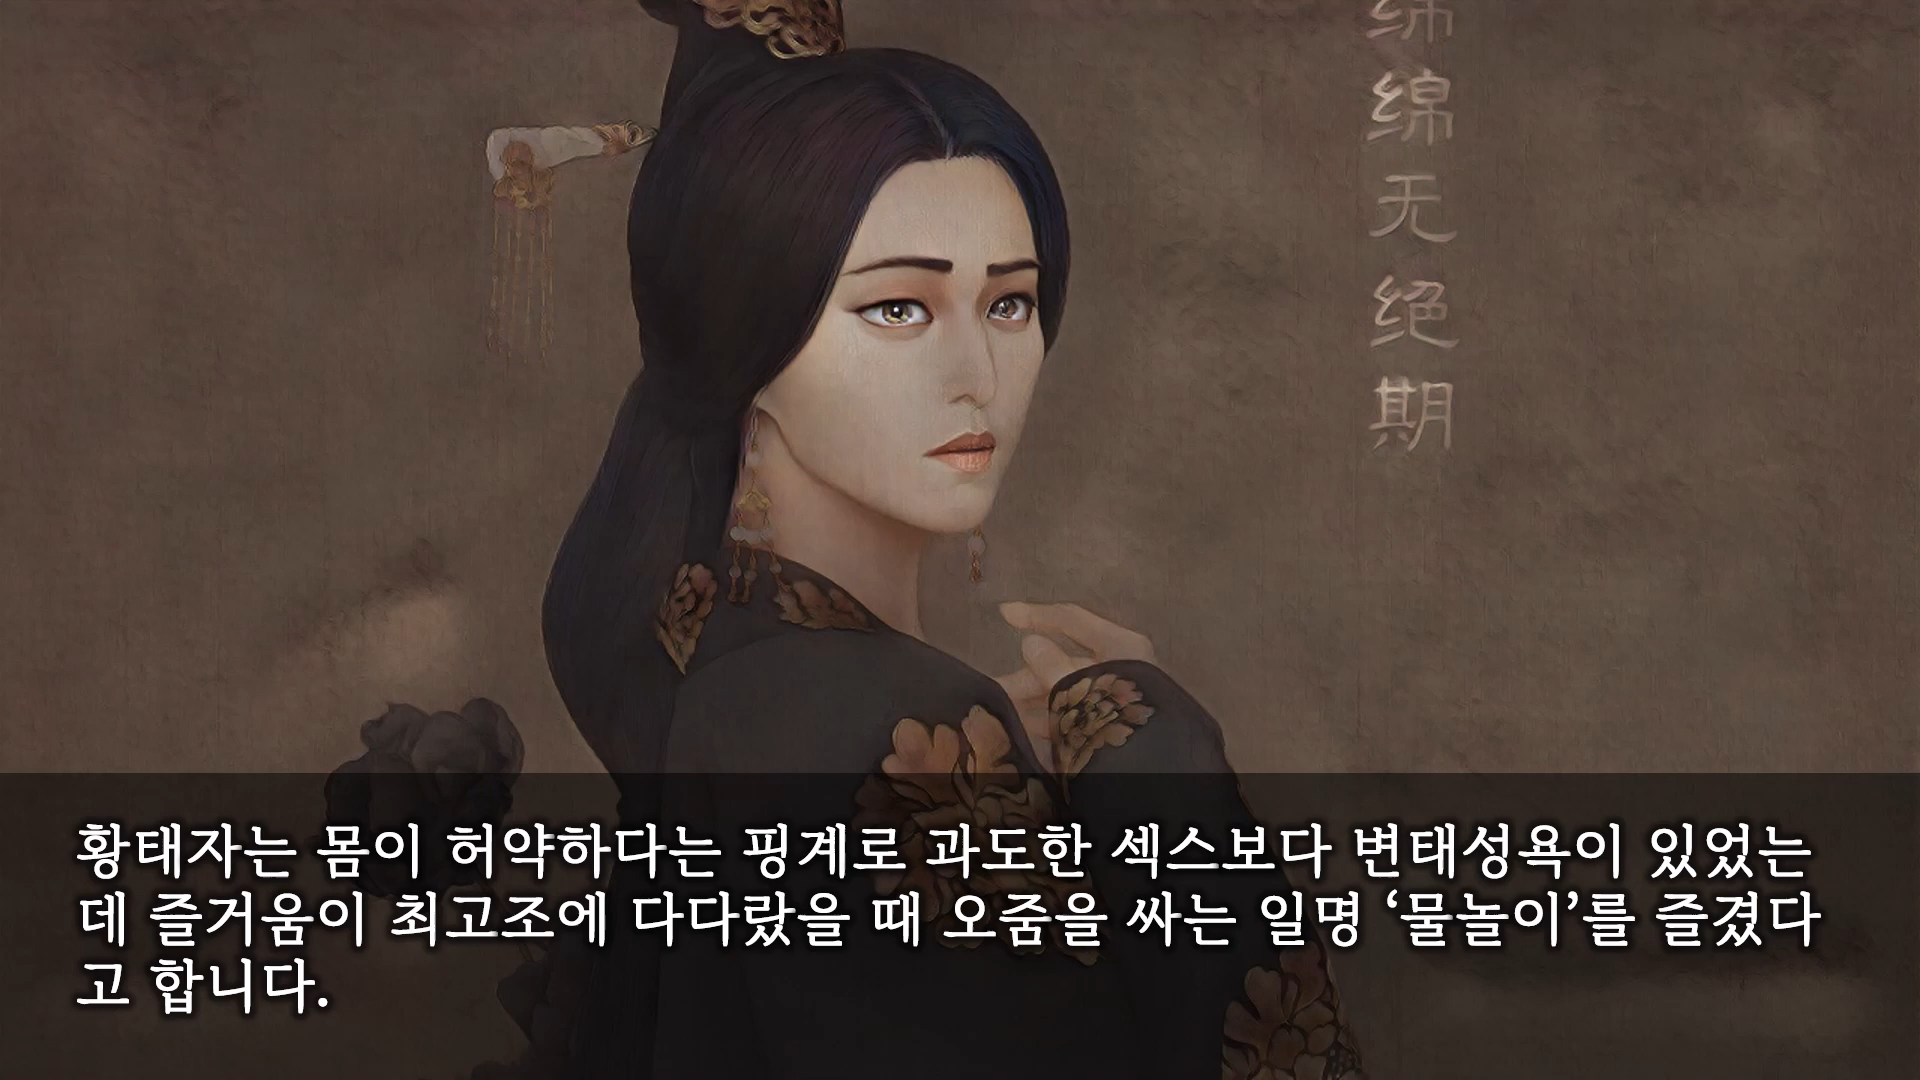 绵
绵
无
绝
期
황태자는 몸이 허약하다는 핑계로 과도한 섹스보다 변태성욕이 있었는
데 즐거움이 최고조에 다다랐을 때 오줌을 싸는 일명 ‘물놀이’를 즐겼다
고 합니다.